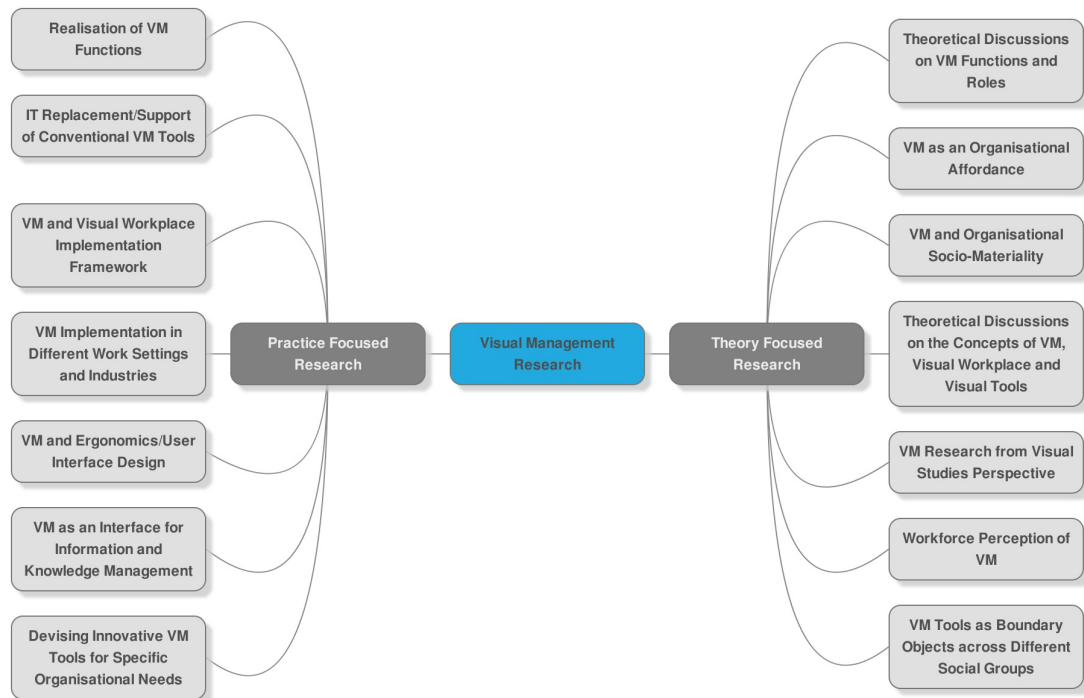 Realisation of VM
Functions
IT Replacement/Support
of Conventional VM Tools
VM and Visual Workplace
Implementation
Framework
VM Implementation in
Different Work Settings
and Industries
VM and Ergonomics/User
Interface Design
VM as an Interface for
Information and
Knowledge Management
Devising Innovative VM
Tools for Specific
Organisational Needs
Practice Focused
Research
Visual Management
Research
Theory Focused
Research
Theoretical Discussions
on VM Functions and
Roles
VM as an Organisational
Affordance
VM and Organisational
Socio-Materiality
Theoretical Discussions
on the Concepts of VM,
Visual Workplace and
Visual Tools
VM Research from Visual
Studies Perspective
Workforce Perception of
VM
VM Tools as Boundary
Objects across Different
Social Groups